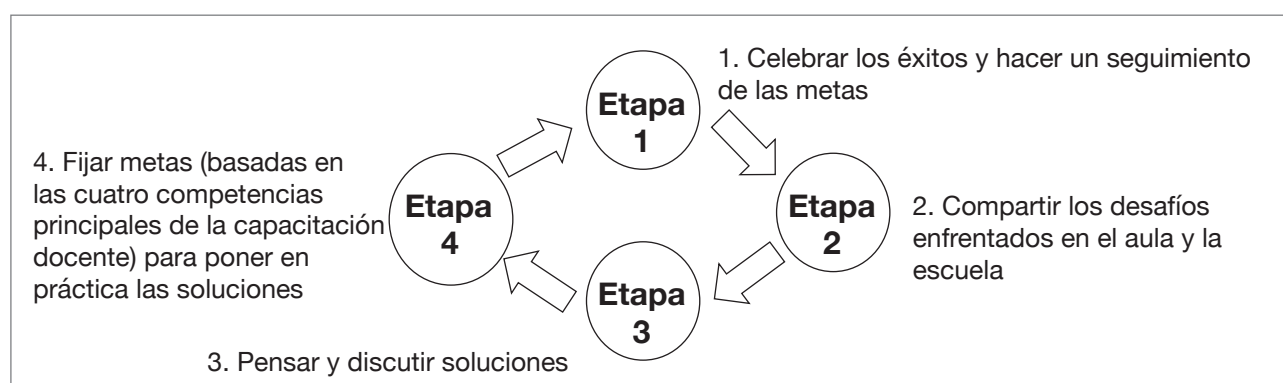 Etapa
1
1. Celebrar los éxitos y hacer un seguimiento
de las metas
Etapa
2
2. Compartir los desafíos
enfrentados en el aula y la
escuela
Etapa
3
3. Pensar y discutir soluciones
Etapa
4
4. Fijar metas (basadas en
las cuatro competencias
principales de la capacitación
docente) para poner en
práctica las soluciones